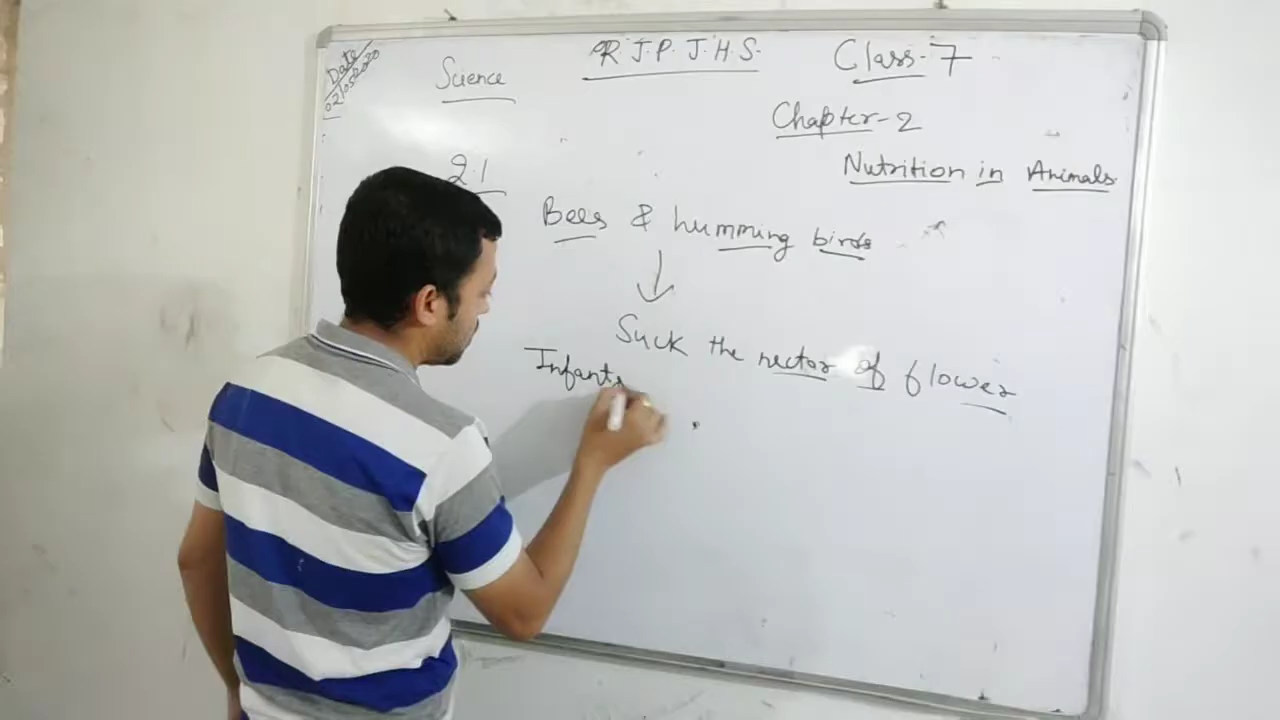 Date
02/05/2020
Science
R J.P. J.H.S.
Class-7
Chapter-2
Nutrition in Animals
2.1
Bees & humming birds
Suck the nector of flower
Infants